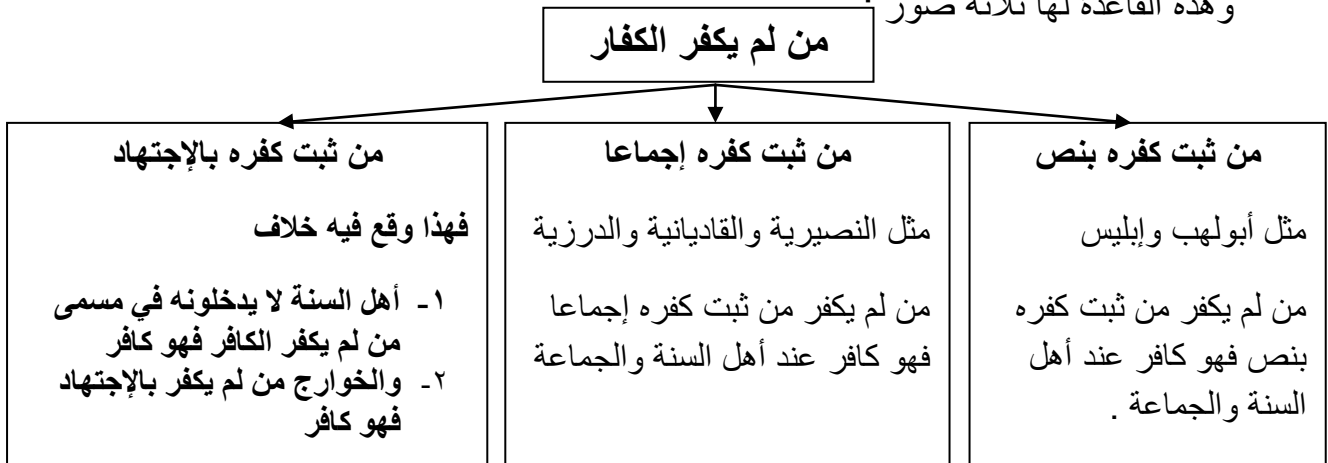 وهذه القاعدة لها ثلاثة صور :
من لم يكفر الكفار
من ثبت كفره بنص
مثل أبولهب وإبليس
من لم يكفر من ثبت كفره
بنص فهو كافر عند أهل
السنة والجماعة .
من ثبت كفره إجماعا
مثل النصيرية والقاديانية والدرزية
من لم يكفر من ثبت كفره إجماعا
فهو كافر عند أهل السنة والجماعة
من ثبت كفره بالإجتهاد
فهذا وقع فيه خلاف
١- أهل السنة لا يدخلونه في مسمى
من لم يكفر الكافر فهو كافر
٢- والخوارج من لم يكفر بالإجتهاد
فهو كافر